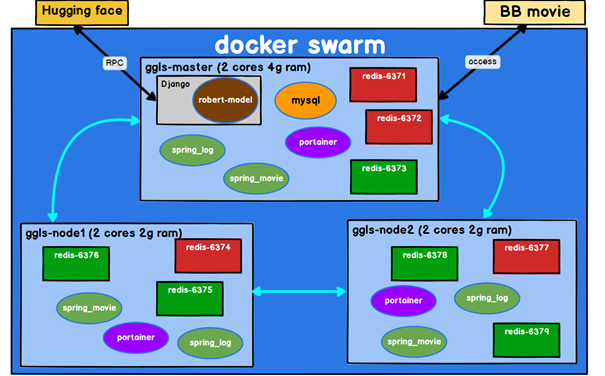 Hugging face
BB movie
docker swarm
RPC
access
ggls-master (2 cores 4g ram)
Django
robert-model
mysql
redis-6371
redis-6372
portainer
spring_log
spring_movie
redis-6373
ggls-node1 (2 cores 2g ram)
redis-6376
redis-6374
redis-6375
spring_movie
portainer
spring_log
ggls-node2 (2 cores 2g ram)
redis-6378
redis-6377
portainer
spring_log
spring_movie
redis-6379